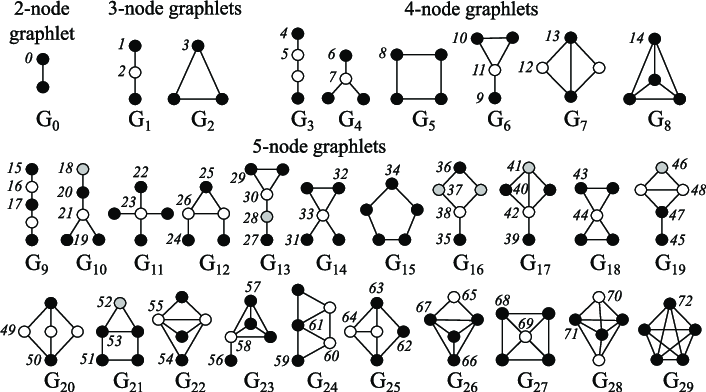 2-node 3-node graphlets 4-node graphlets
graphlet
0 1 2 3 4 5 6 7 8 10 11 9 13 12 14
G0 G1 G2 G3 G4 G5 G6 G7 G8
5-node graphlets
15 16 17 18 20 21 19 22 23 25 26 24 29 30 28 27 32 33 31 34 36 37 38 35 41 40 42 39 43 44 46 48 47 45
G9 G10 G11 G12 G13 G14 G15 G16 G17 G18 G19
49 50 52 53 51 55 54 57 58 56 61 60 59 63 64 62 65 67 66 68 69 70 71 72
G20 G21 G22 G23 G24 G25 G26 G27 G28 G29